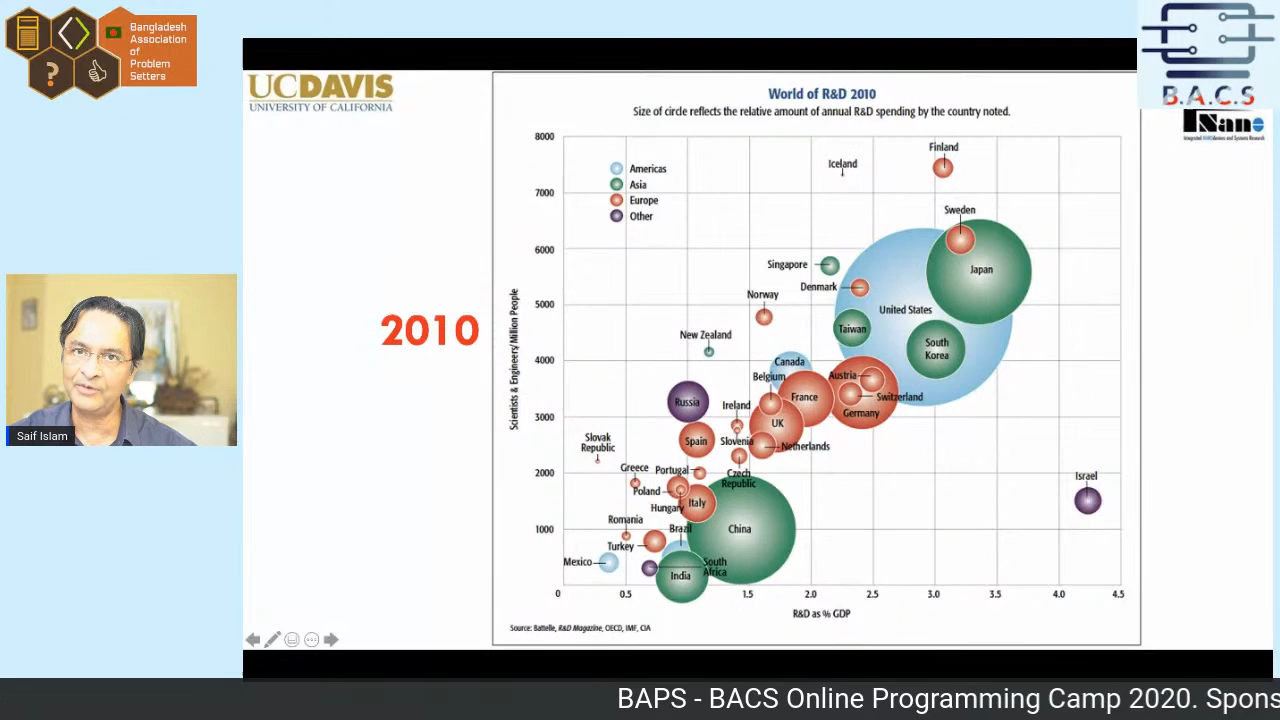 Bangladesh
Association
of
Problem
Setters
?
UCDAVIS
UNIVERSITY OF CALIFORNIA
B.A.C.S
INano
Integrated
and Systems Research
World of R&D 2010
Size of circle reflects the relative amount of annual R&D spending by the country noted.
Americas
Asia
Europe
Other
Scientists & Engineers/Million People
8000
7000
6000
5000
4000
3000
2000
1000
0
0.5
1.5
2.0
2.5
3.0
3.5
4.0
4.5
R&D as % GDP
Iceland
Finland
Sweden
Japan
Singapore
Denmark
United States
Norway
Taiwan
New Zealand
South
Korea
Canada
Belgium
Austria
France
Switzerland
Germany
Russia
Ireland
UK
Spain
Slovenia
Netherlands
Slovak
Republic
Czech
Republic
Greece
Portugal
Israel
Poland
Hungary
Italy
Romania
Brazil
China
Turkey
Mexico
South
Africa
India
Source: Battelle, R&D Magazine, OECD, IMF, CIA
2010
Saif Islam
BAPS - BACS Online Programming Camp 2020. Spons